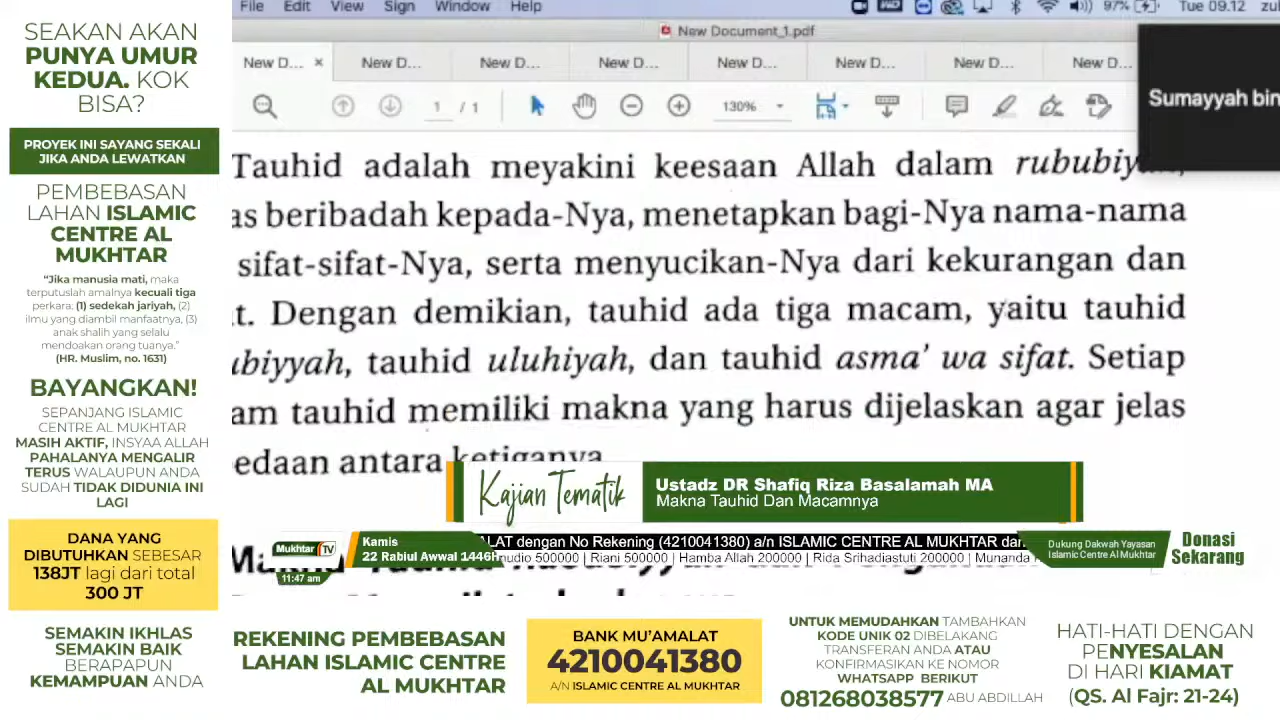 SEAKAN AKAN
PUNYA UMUR
KEDUA. KOK
BISA?
PROYEK INI SAYANG SEKALI
JIKA ANDA LEWATKAN
PEMBEBASAN
LAHAN ISLAMIC
CENTRE AL
MUKHTAR
"Jika manusia mati, maka
terputuslah amalnya kecuali tiga
perkara; (1) sedekah jariyah, (2)
ilmu yang diambil manfaatnya, (3)
anak shalih yang selalu
mendoakan orang tuanya."
(HR. Muslim, no. 1631)
BAYANGKAN!
SEPANJANG ISLAMIC
CENTRE AL MUKHTAR
MASIH AKTIF, INSYAA ALLAH
PAHALANYA MENGALIR
TERUS WALAUPUN ANDA
SUDAH TIDAK DIDUNIA INI
LAGI
DANA YANG
DIBUTUHKAN SEBESAR
138JT lagi dari total
300 JT
SEMAKIN IKHLAS
SEMAKIN BAIK
BERAPAPUN
KEMAMPUAN ANDA
File Edit View Sign Window Help
97% Tue 09.12 zul
New Document_1.pdf
New D... × New D... New D... New D... New D... New D... New D... New D...
1 / 1 130%
Sumayyah bin
Tauhid adalah meyakini keesaan Allah dalam
as beribadah kepada-Nya, menetapkan bagi-Nya nama-nama
sifat-sifat-Nya, serta menyucikan-Nya dari kekurangan dan
t. Dengan demikian, tauhid ada tiga macam, yaitu tauhid
ubiyyah, tauhid uluhiyah, dan tauhid asma' wa sifat. Setiap
am tauhid memiliki makna yang harus dijelaskan agar jelas
edaan antara ketiganya
Kajian Tematik
Ustadz DR Shafiq Riza Basalamah MA
Makna Tauhid Dan Macamnya
Mukhtar TV
11:47 am
Kamis
22 Rabiul Awwal 1446H
ALAT dengan No Rekening (4210041380) a/n ISLAMIC CENTRE AL MUKHTAR dan
nudio 500000 | Riani 500000 | Hamba Allah 200000 | Rida Srihadiastuti 200000 | Munanda
Dukung Dakwah Yayasan
Islamic Centre Al Mukhtar
Donasi
Sekarang
REKENING PEMBEBASAN
LAHAN ISLAMIC CENTRE
AL MUKHTAR
BANK MU'AMALAT
4210041380
A/N ISLAMIC CENTRE AL MUKHTAR
UNTUK MEMUDAHKAN TAMBAHKAN
KODE UNIK 02 DIBELAKANG
TRANSFERAN ANDA ATAU
KONFIRMASIKAN KE NOMOR
WHATSAPP BERIKUT
081268038577 ABU ABDILLAH
HATI-HATI DENGAN
PENYESALAN
DI HARI KIAMAT
(QS. Al Fajr: 21-24)